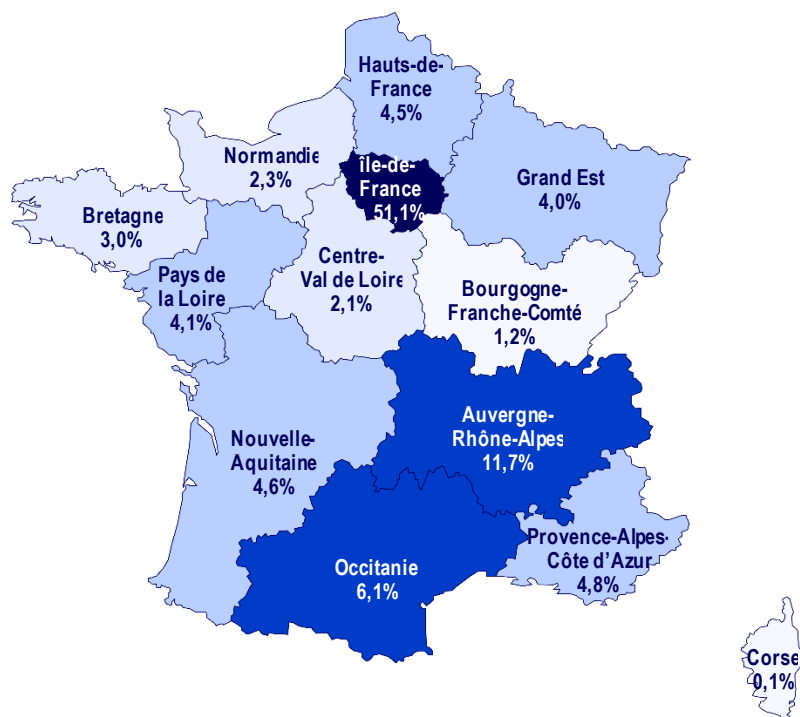 Hauts-de-
France
4,5%
Normandie
2,3%
île-de-
France
51,1%
Grand Est
4,0%
Bretagne
3,0%
Pays de
la Loire
4,1%
Centre-
Val de Loire
2,1%
Bourgogne-
Franche-Comté
1,2%
Auvergne-
Rhône-Alpes
11,7%
Nouvelle-
Aquitaine
4,6%
Occitanie
6,1%
Provence-Alpes-
Côte d’Azur
4,8%
Corse
0,1%